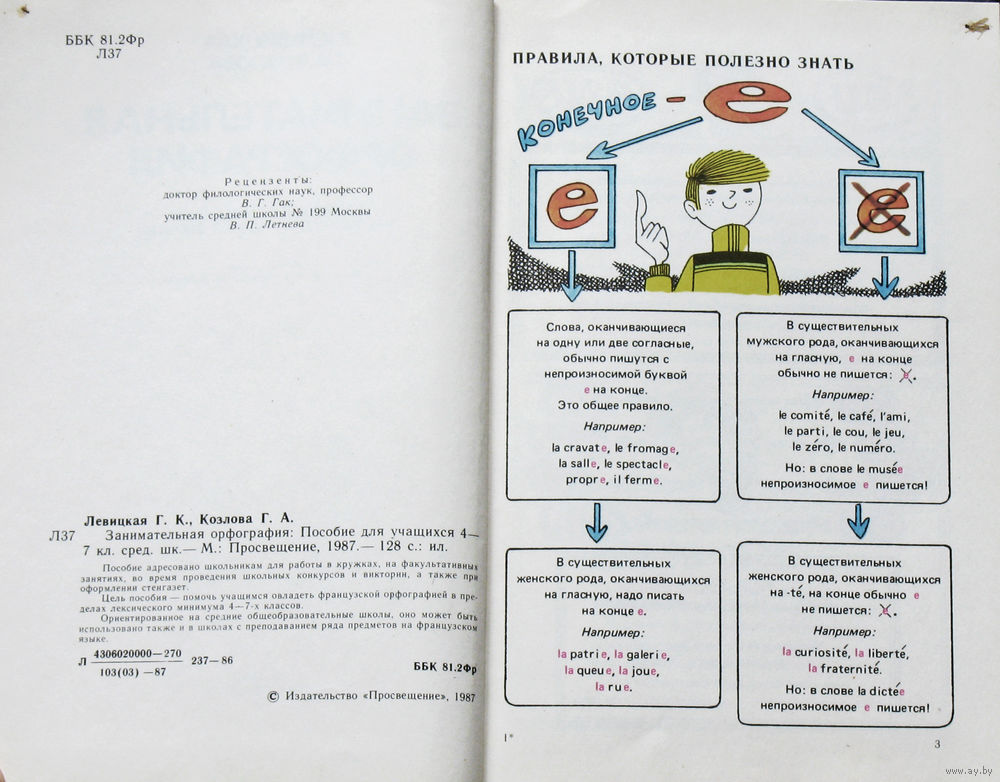 ББК 81.2Фр
Л37
Рецензенты:
доктор филологических наук, профессор
В. Г. Гак;
учитель средней школы № 199 Москвы
В. П. Летнева
Левицкая Г. К., Козлова Г. А.
Л37 Занимательная орфография: Пособие для учащихся 4—
7 кл. сред. шк.— М.: Просвещение, 1987.— 128 с.: ил.
Пособие адресовано школьникам для работы в кружках, на факультативных
занятиях, во время проведения школьных конкурсов и викторин, а также при
оформлении стенгазет.
Цель пособия — помочь учащимся овладеть французской орфографией в пре-
делах лексического минимума 4—7-х классов.
Ориентированное на средние общеобразовательные школы, оно может быть
использовано также и в школах с преподаванием ряда предметов на французском
языке.
Л 4306020000—270
103(03) —87
237—86
ББК 81.2Фр
© Издательство «Просвещение», 1987
ПРАВИЛА, КОТОРЫЕ ПОЛЕЗНО ЗНАТЬ
КОНЕЧНОЕ - e
e
e
Слова, оканчивающиеся
на одну или две согласные,
обычно пишутся с
непроизносимой буквой
е на конце.
Это общее правило.
Например:
la cravate, le fromage,
la salle, le spectacle,
propre, il ferme.
В существительных
мужского рода, оканчивающихся
на гласную, е на конце
обычно не пишется: е.
Например:
le comité, le café, l'ami,
le parti, le cou, le jeu,
le zéro, le numéro.
Но: в слове le musée
непроизносимое е пишется!
В существительных
женского рода, оканчивающихся
на гласную, надо писать
на конце е.
Например:
la patrie, la galerie,
la queue, la joue,
la rue.
В существительных
женского рода, оканчивающихся
на -té, на конце обычно е
не пишется: е.
Например:
la curiosité, la liberté,
la fraternité.
Но: в слове la dictée
непроизносимое е пишется!
1*
3
www.ay.by